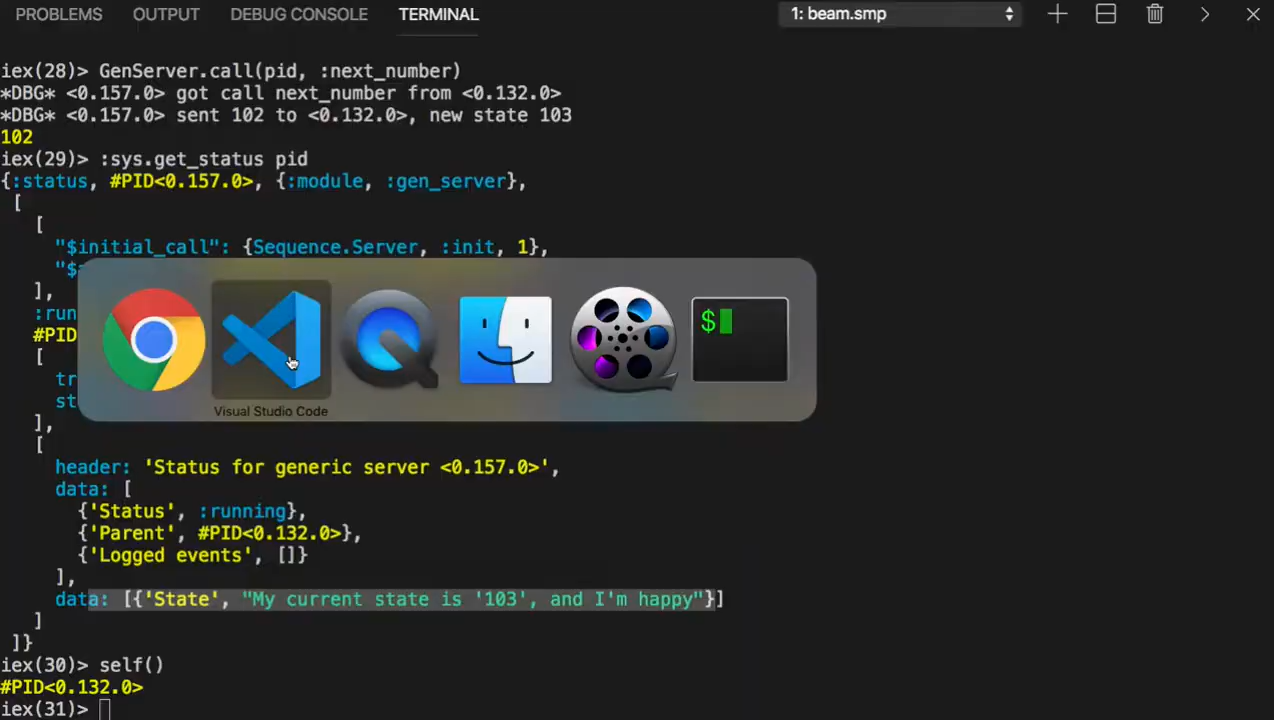 PROBLEMS OUTPUT DEBUG CONSOLE TERMINAL 1: beam.smp
iex(28)> GenServer.call(pid, :next_number)
*DBG* <0.157.0> got call next_number from <0.132.0>
*DBG* <0.157.0> sent 102 to <0.132.0>, new state 103
102
iex(29)> :sys.get_status pid
{:status, #PID<0.157.0>, {:module, :gen_server},
[
[
"$initial_call": {Sequence.Server, :init, 1},
],
#PID
[
],
[
Visual Studio Code
$
header: 'Status for generic server <0.157.0>',
data: [
{'Status', :running},
{'Parent', #PID<0.132.0>},
{'Logged events', []}
],
data: [{'State', "My current state is '103', and I'm happy"}]
]
]}
iex(30)> self()
#PID<0.132.0>
iex(31)>